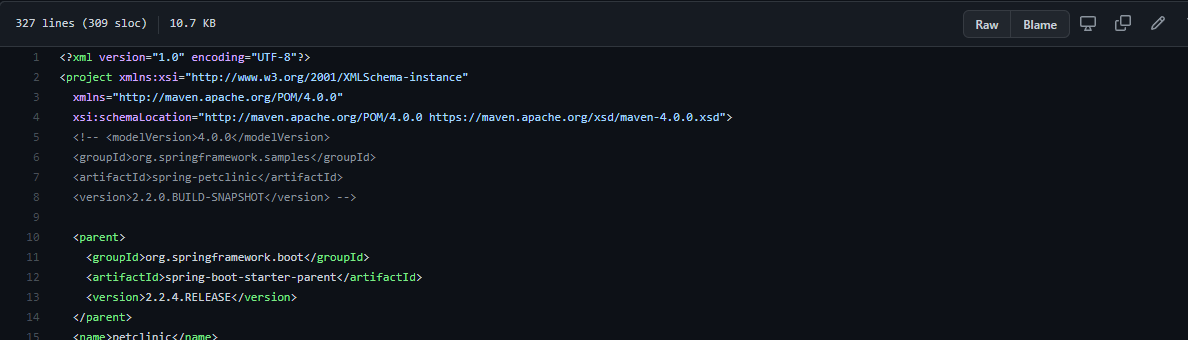 327 lines (309 sloc) 10.7 KB Raw Blame
1 <?xml version="1.0" encoding="UTF-8"?>
2 <project xmlns:xsi="http://www.w3.org/2001/XMLSchema-instance"
3 xmlns="http://maven.apache.org/POM/4.0.0"
4 xsi:schemaLocation="http://maven.apache.org/POM/4.0.0 https://maven.apache.org/xsd/maven-4.0.0.xsd">
5 <!-- <modelVersion>4.0.0</modelVersion>
6 <groupId>org.springframework.samples</groupId>
7 <artifactId>spring-petclinic</artifactId>
8 <version>2.2.0.BUILD-SNAPSHOT</version> -->
9
10 <parent>
11 <groupId>org.springframework.boot</groupId>
12 <artifactId>spring-boot-starter-parent</artifactId>
13 <version>2.2.4.RELEASE</version>
14 </parent>
15 <name>petclinic</name>